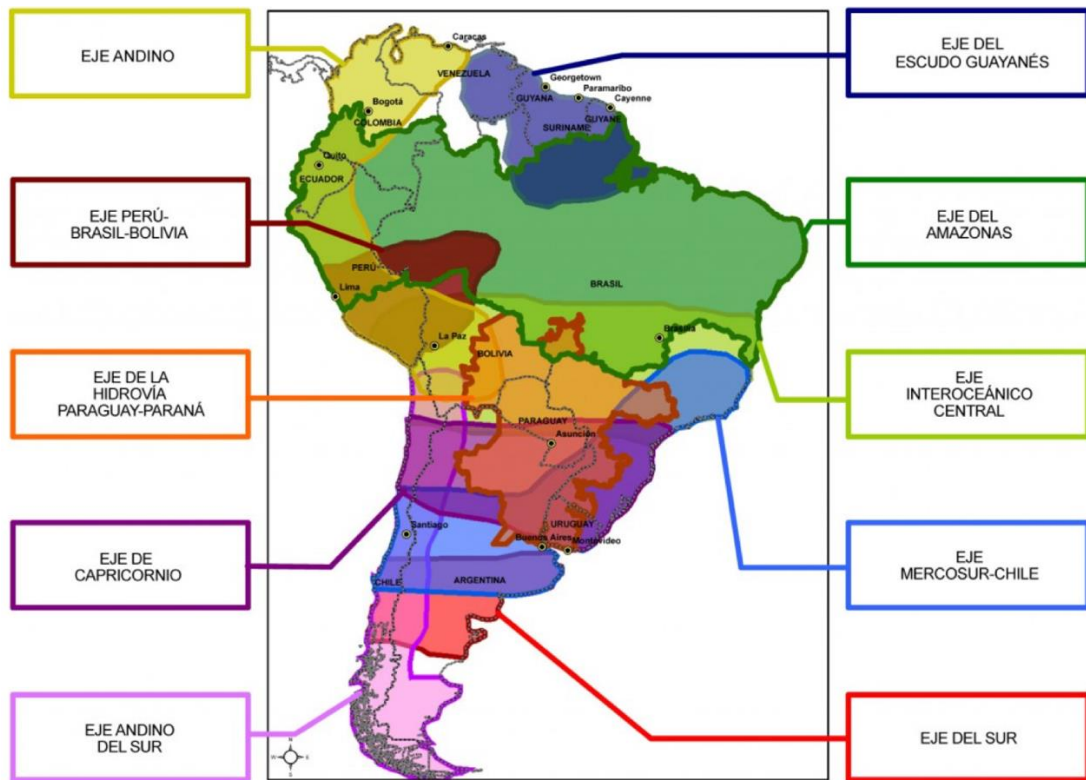 EJE ANDINO
EJE PERÚ-
BRASIL-BOLIVIA
EJE DE LA
HIDROVÍA
PARAGUAY-PARANÁ
EJE DE
CAPRICORNIO
EJE ANDINO
DEL SUR
Caracas
VENEZUELA
Georgetown
Paramaribo
GUYANA
Cayenne
Bogotá
COLOMBIA
SURINAME
GUYANE
Quito
ECUADOR
PERÚ
BRASIL
Lima
La Paz
Brasília
BOLIVIA
PARAGUAY
Asunción
Santiago
URUGUAY
Buenos Aires
Montevideo
CHILE
ARGENTINA
N
W
E
S
EJE DEL
ESCUDO GUAYANÉS
EJE DEL
AMAZONAS
EJE
INTEROCEÁNICO
CENTRAL
EJE
MERCOSUR-CHILE
EJE DEL SUR